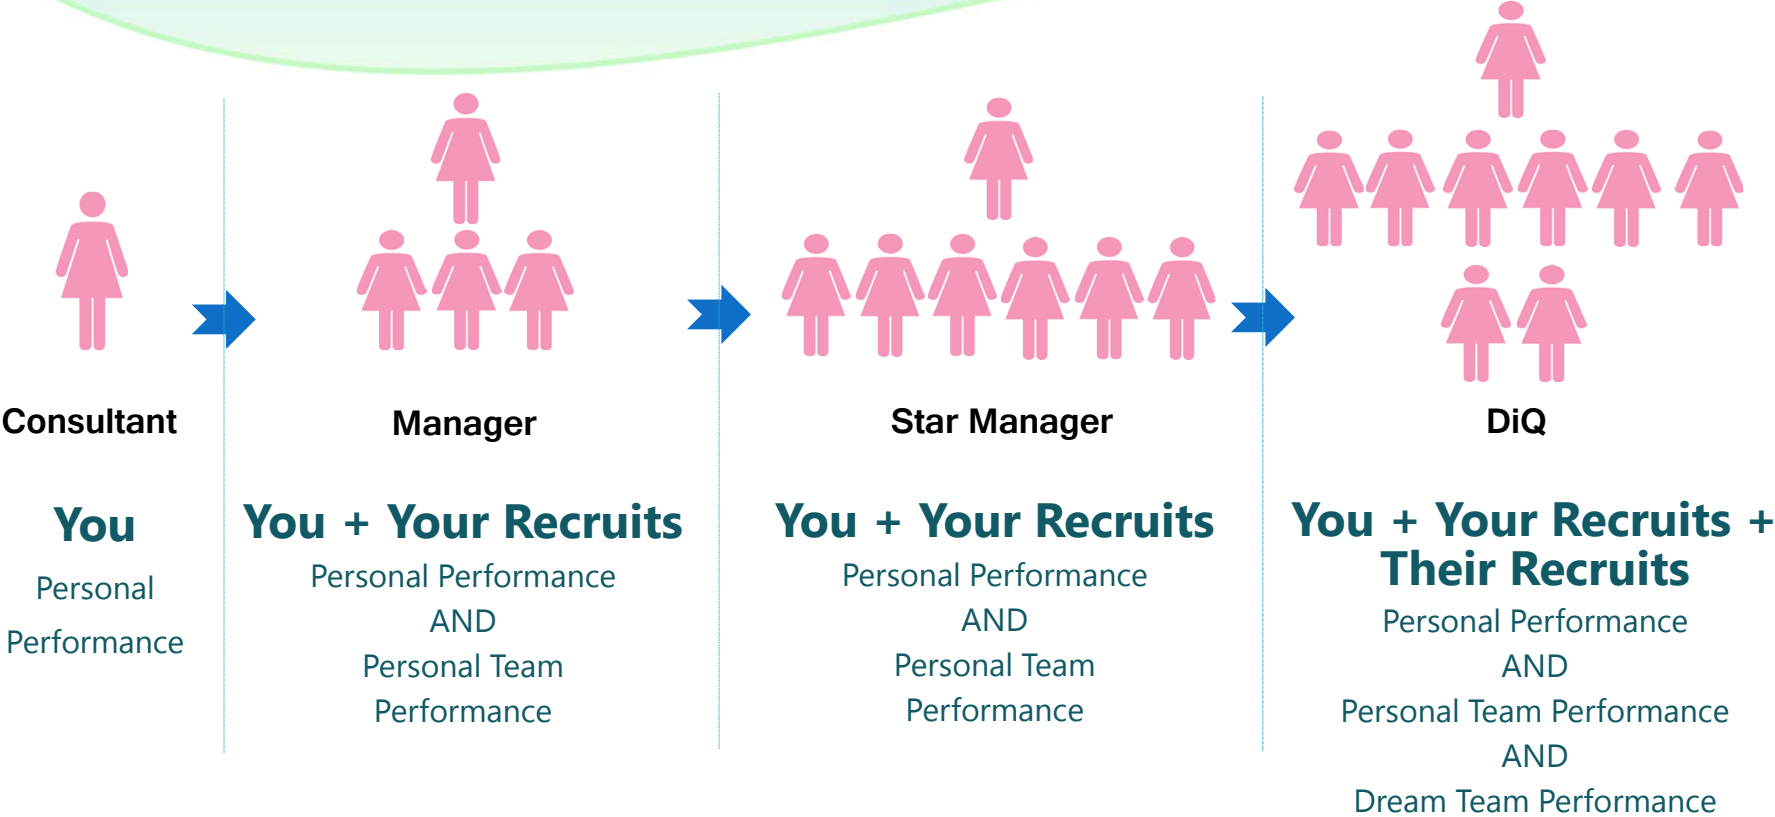 Consultant
You
Personal
Performance
Manager
You + Your Recruits
Personal Performance
AND
Personal Team
Performance
Star Manager
You + Your Recruits
Personal Performance
AND
Personal Team
Performance
DiQ
You + Your Recruits +
Their Recruits
Personal Performance
AND
Personal Team Performance
AND
Dream Team Performance